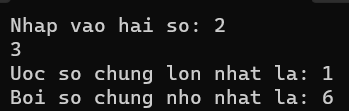 Nhap vao hai so: 2
3
Uoc so chung lon nhat la: 1
Boi so chung nho nhat la: 6